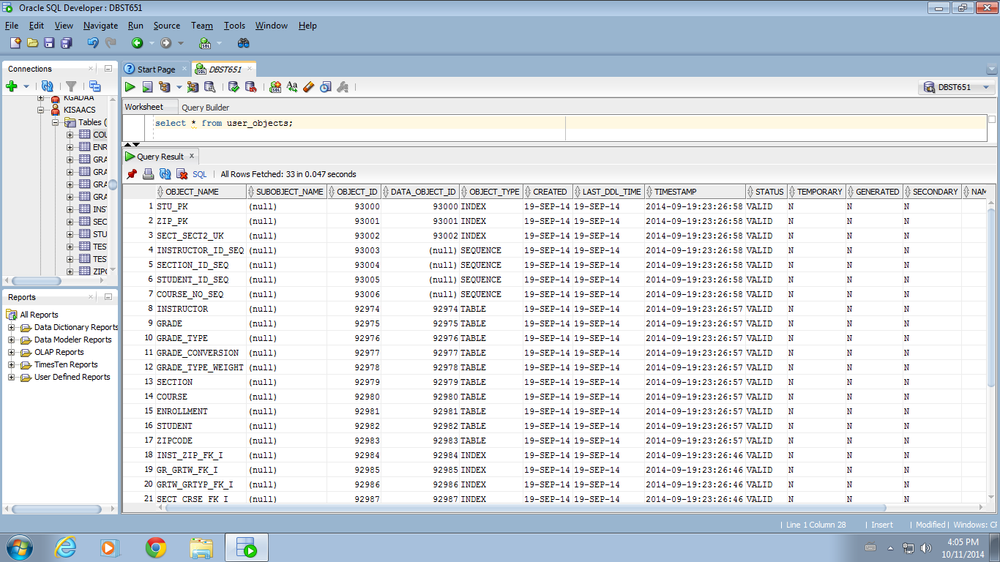 Oracle SQL Developer : DBST651
File Edit View Navigate Run Source Team Tools Window Help
Connections
KGADAA
KISAACS
Tables (
COU
ENR
GRA
GRA
GRA
GRA
INS
SEC
STU
TES
TES
ZIPC
Reports
All Reports
Data Dictionary Reports
Data Modeler Reports
OLAP Reports
TimesTen Reports
User Defined Reports
Start Page DBST651
SQL Aa DBST651
Worksheet Query Builder
select * from user_objects;
Query Result
SQL | All Rows Fetched: 33 in 0.047 seconds
OBJECT_NAME SUBOBJECT_NAME OBJECT_ID DATA_OBJECT_ID OBJECT_TYPE CREATED LAST_DDL_TIME TIMESTAMP STATUS TEMPORARY GENERATED SECONDARY NAM
1 STU_PK (null) 93000 93000 INDEX 19-SEP-14 19-SEP-14 2014-09-19:23:26:58 VALID N N N
2 ZIP_PK (null) 93001 93001 INDEX 19-SEP-14 19-SEP-14 2014-09-19:23:26:58 VALID N N N
3 SECT_SECT2_UK (null) 93002 93002 INDEX 19-SEP-14 19-SEP-14 2014-09-19:23:26:58 VALID N N N
4 INSTRUCTOR_ID_SEQ (null) 93003 (null) SEQUENCE 19-SEP-14 19-SEP-14 2014-09-19:23:26:58 VALID N N N
5 SECTION_ID_SEQ (null) 93004 (null) SEQUENCE 19-SEP-14 19-SEP-14 2014-09-19:23:26:58 VALID N N N
6 STUDENT_ID_SEQ (null) 93005 (null) SEQUENCE 19-SEP-14 19-SEP-14 2014-09-19:23:26:58 VALID N N N
7 COURSE_NO_SEQ (null) 93006 (null) SEQUENCE 19-SEP-14 19-SEP-14 2014-09-19:23:26:58 VALID N N N
8 INSTRUCTOR (null) 92974 92974 TABLE 19-SEP-14 19-SEP-14 2014-09-19:23:26:57 VALID N N N
9 GRADE (null) 92975 92975 TABLE 19-SEP-14 19-SEP-14 2014-09-19:23:26:57 VALID N N N
10 GRADE_TYPE (null) 92976 92976 TABLE 19-SEP-14 19-SEP-14 2014-09-19:23:26:57 VALID N N N
11 GRADE_CONVERSION (null) 92977 92977 TABLE 19-SEP-14 19-SEP-14 2014-09-19:23:26:57 VALID N N N
12 GRADE_TYPE_WEIGHT (null) 92978 92978 TABLE 19-SEP-14 19-SEP-14 2014-09-19:23:26:57 VALID N N N
13 SECTION (null) 92979 92979 TABLE 19-SEP-14 19-SEP-14 2014-09-19:23:26:57 VALID N N N
14 COURSE (null) 92980 92980 TABLE 19-SEP-14 19-SEP-14 2014-09-19:23:26:57 VALID N N N
15 ENROLLMENT (null) 92981 92981 TABLE 19-SEP-14 19-SEP-14 2014-09-19:23:26:57 VALID N N N
16 STUDENT (null) 92982 92982 TABLE 19-SEP-14 19-SEP-14 2014-09-19:23:26:57 VALID N N N
17 ZIPCODE (null) 92983 92983 TABLE 19-SEP-14 19-SEP-14 2014-09-19:23:26:57 VALID N N N
18 INST_ZIP_FK_I (null) 92984 92984 INDEX 19-SEP-14 19-SEP-14 2014-09-19:23:26:46 VALID N N N
19 GR_GRTW_FK_I (null) 92985 92985 INDEX 19-SEP-14 19-SEP-14 2014-09-19:23:26:46 VALID N N N
20 GRTW_GRTYP_FK_I (null) 92986 92986 INDEX 19-SEP-14 19-SEP-14 2014-09-19:23:26:46 VALID N N N
21 SECT_CRSE_FK_I (null) 92987 92987 INDEX 19-SEP-14 19-SEP-14 2014-09-19:23:26:46 VALID N N N
| Line 1 Column 28 | Insert | Modified | Windows: CF
4:05 PM
10/11/2014